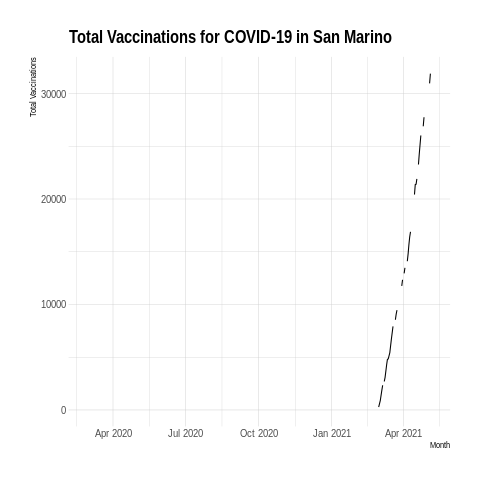 Total Vaccinations for COVID-19 in San Marino
Total Vaccinations
30000
20000
10000
0
Apr 2020 Jul 2020 Oct 2020 Jan 2021 Apr 2021
Month